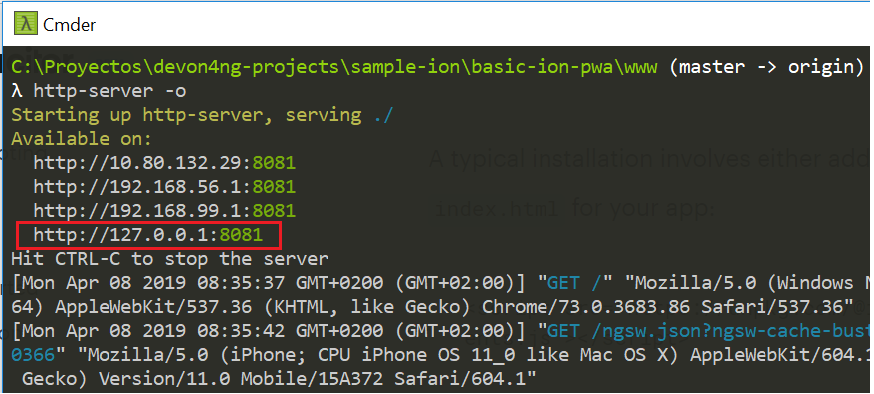 λ Cmder
C:\Proyectos\devon4ng-projects\sample-ion\basic-ion-pwa\www (master -> origin)
λ http-server -o
Starting up http-server, serving ./
Available on:
http://10.80.132.29:8081
A typical installation involves either add
http://192.168.56.1:8081
http://192.168.99.1:8081
index.html for your app:
http://127.0.0.1:8081
Hit CTRL-C to stop the server
[Mon Apr 08 2019 08:35:37 GMT+0200 (GMT+02:00)] "GET /" "Mozilla/5.0 (Windows N
64) AppleWebKit/537.36 (KHTML, like Gecko) Chrome/73.0.3683.86 Safari/537.36"
[Mon Apr 08 2019 08:35:42 GMT+0200 (GMT+02:00)] "GET /ngsw.json?ngsw-cache-bust
0366" "Mozilla/5.0 (iPhone; CPU iPhone OS 11_0 like Mac OS X) AppleWebKit/604.1
Gecko) Version/11.0 Mobile/15A372 Safari/604.1"